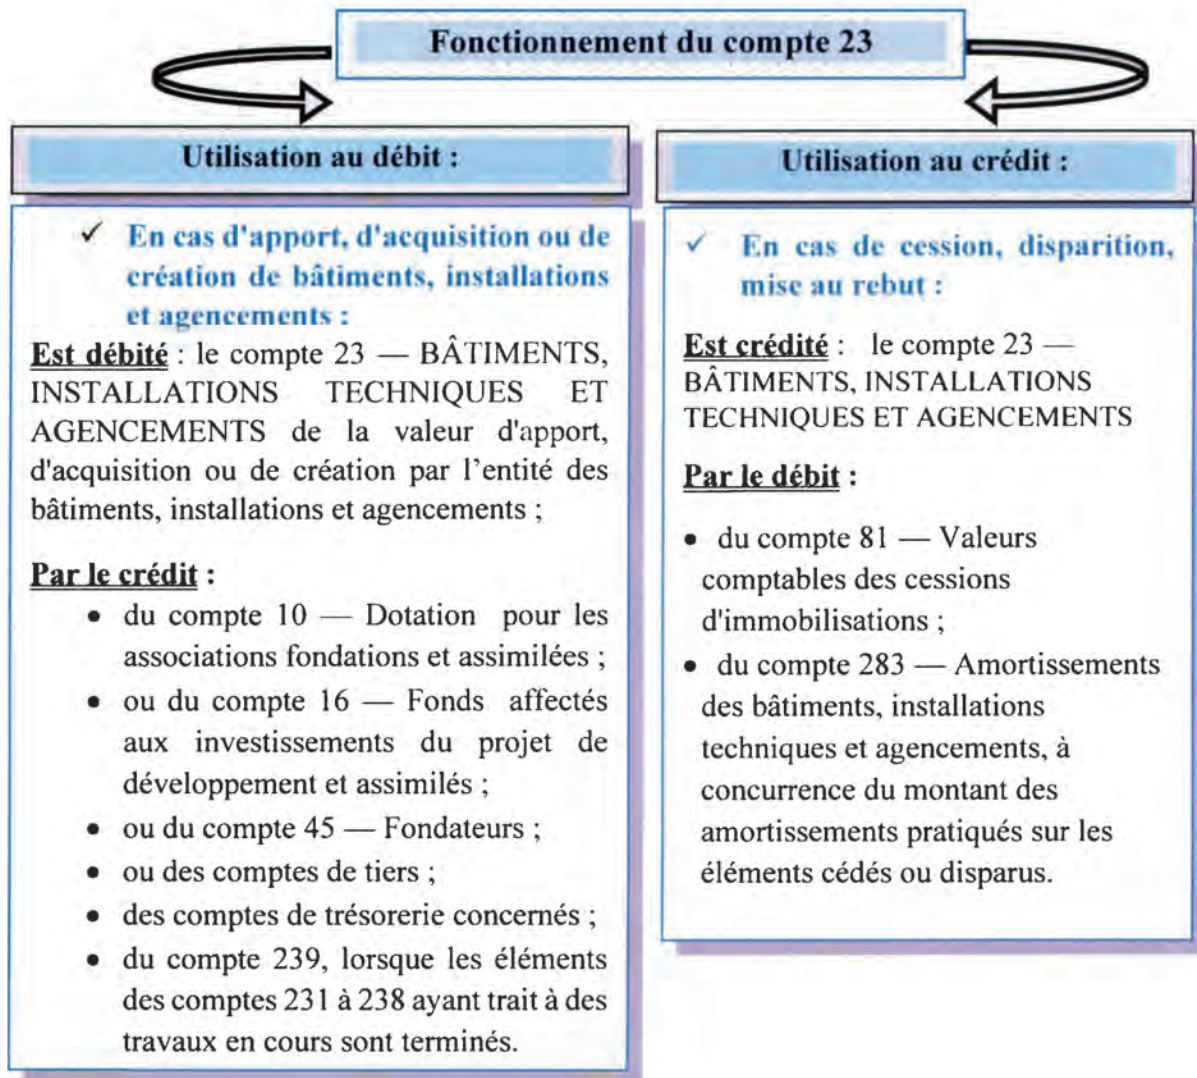 Fonctionnement du compte 23
Utilisation au débit :
✓ En cas d'apport, d'acquisition ou de
création de bâtiments, installations
et agencements :
Est débité : le compte 23 — BÂTIMENTS,
INSTALLATIONS TECHNIQUES ET
AGENCEMENTS de la valeur d'apport,
d'acquisition ou de création par l'entité des
bâtiments, installations et agencements ;
Par le crédit :
• du compte 10 — Dotation pour les
associations fondations et assimilées ;
• ou du compte 16 — Fonds affectés
aux investissements du projet de
développement et assimilés ;
• ou du compte 45 — Fondateurs ;
• ou des comptes de tiers ;
• des comptes de trésorerie concernés ;
• du compte 239, lorsque les éléments
des comptes 231 à 238 ayant trait à des
travaux en cours sont terminés.
Utilisation au crédit :
✓ En cas de cession, disparition,
mise au rebut :
Est crédité : le compte 23 —
BÂTIMENTS, INSTALLATIONS
TECHNIQUES ET AGENCEMENTS
Par le débit :
• du compte 81 — Valeurs
comptables des cessions
d'immobilisations ;
• du compte 283 — Amortissements
des bâtiments, installations
techniques et agencements, à
concurrence du montant des
amortissements pratiqués sur les
éléments cédés ou disparus.